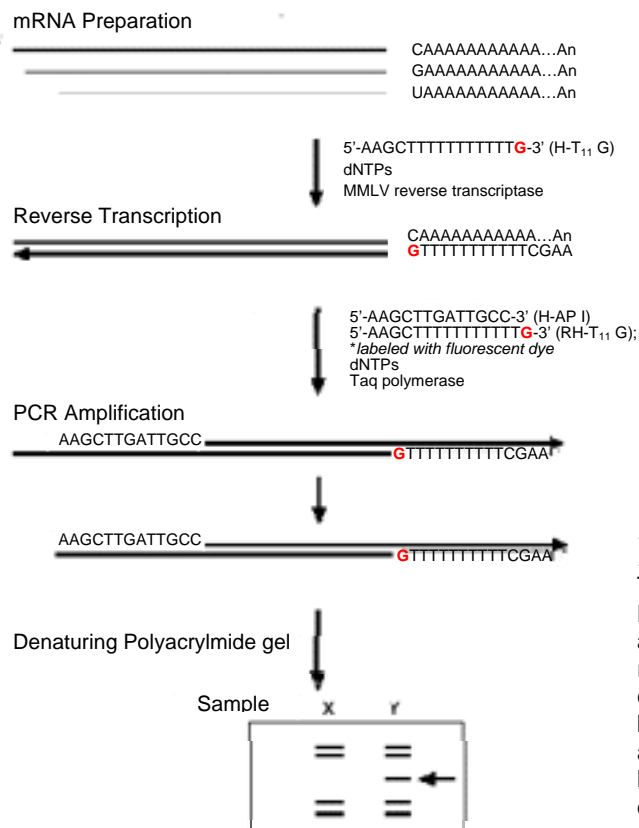 mRNA Preparation
CAAAAAAAAAAA…An
GAAAAAAAAAAA…An
UAAAAAAAAAAA…An
5'-AAGCTTTTTTTTTTTG-3' (H-T11 G)
dNTPs
MMLV reverse transcriptase
Reverse Transcription
CAAAAAAAAAAA…An
GTTTTTTTTTTTCGAA
5'-AAGCTTGATTGCC-3' (H-AP I)
5'-AAGCTTTTTTTTTTTG-3' (RH-T11 G);
*labeled with fluorescent dye
dNTPs
Taq polymerase
PCR Amplification
AAGCTTGATTGCC
GTTTTTTTTTTCGAA
AAGCTTGATTGCC
GTTTTTTTTTTCGAA
Denaturing Polyacrylmide gel
Sample x r